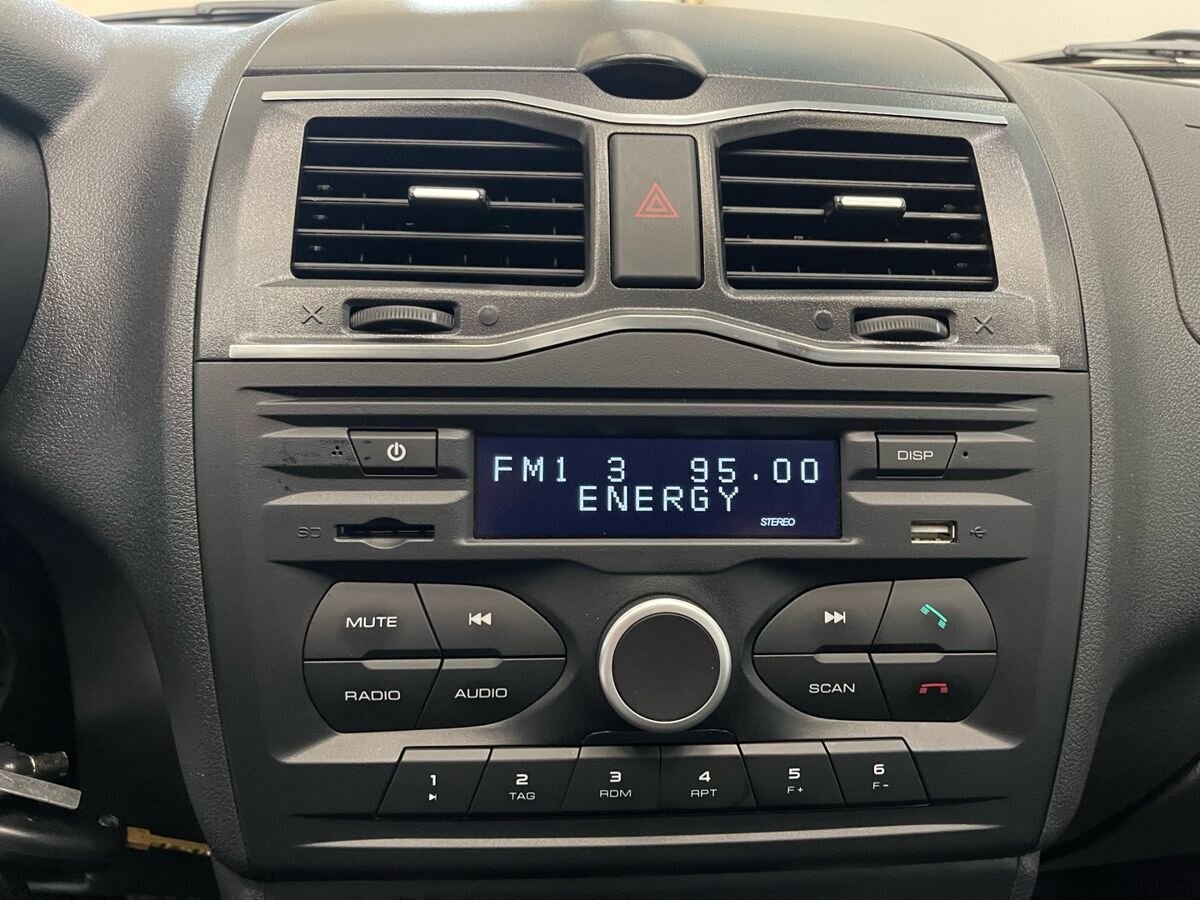 FM1 3 95.00
ENERGY
STEREO
DISP
SD
MUTE
RADIO
AUDIO
SCAN
1
2
TAG
3
RDM
4
RPT
5
F+
6
F-